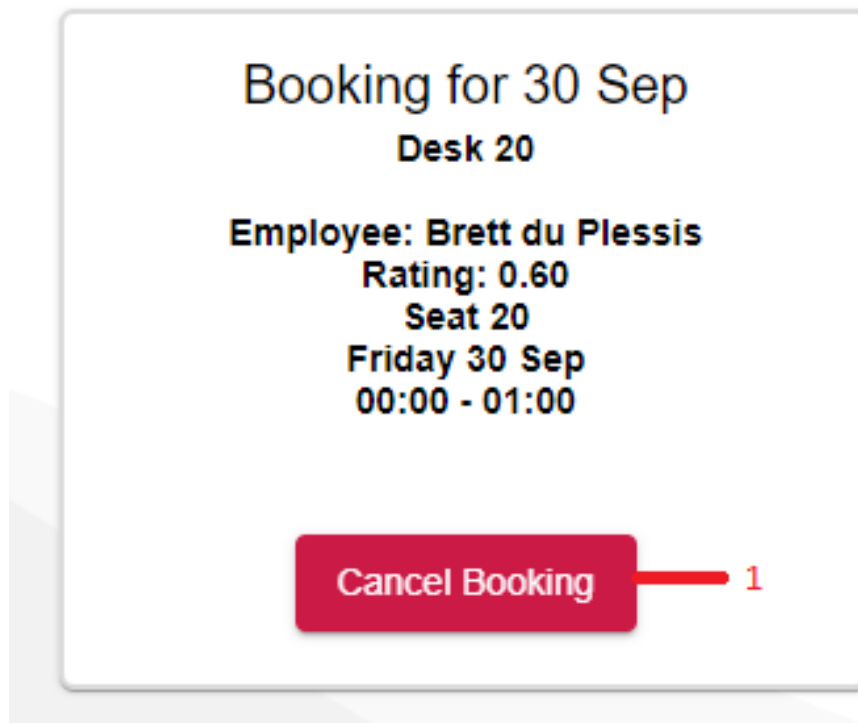 Booking for 30 Sep
Desk 20
Employee: Brett du Plessis
Rating: 0.60
Seat 20
Friday 30 Sep
00:00 - 01:00
Cancel Booking
1